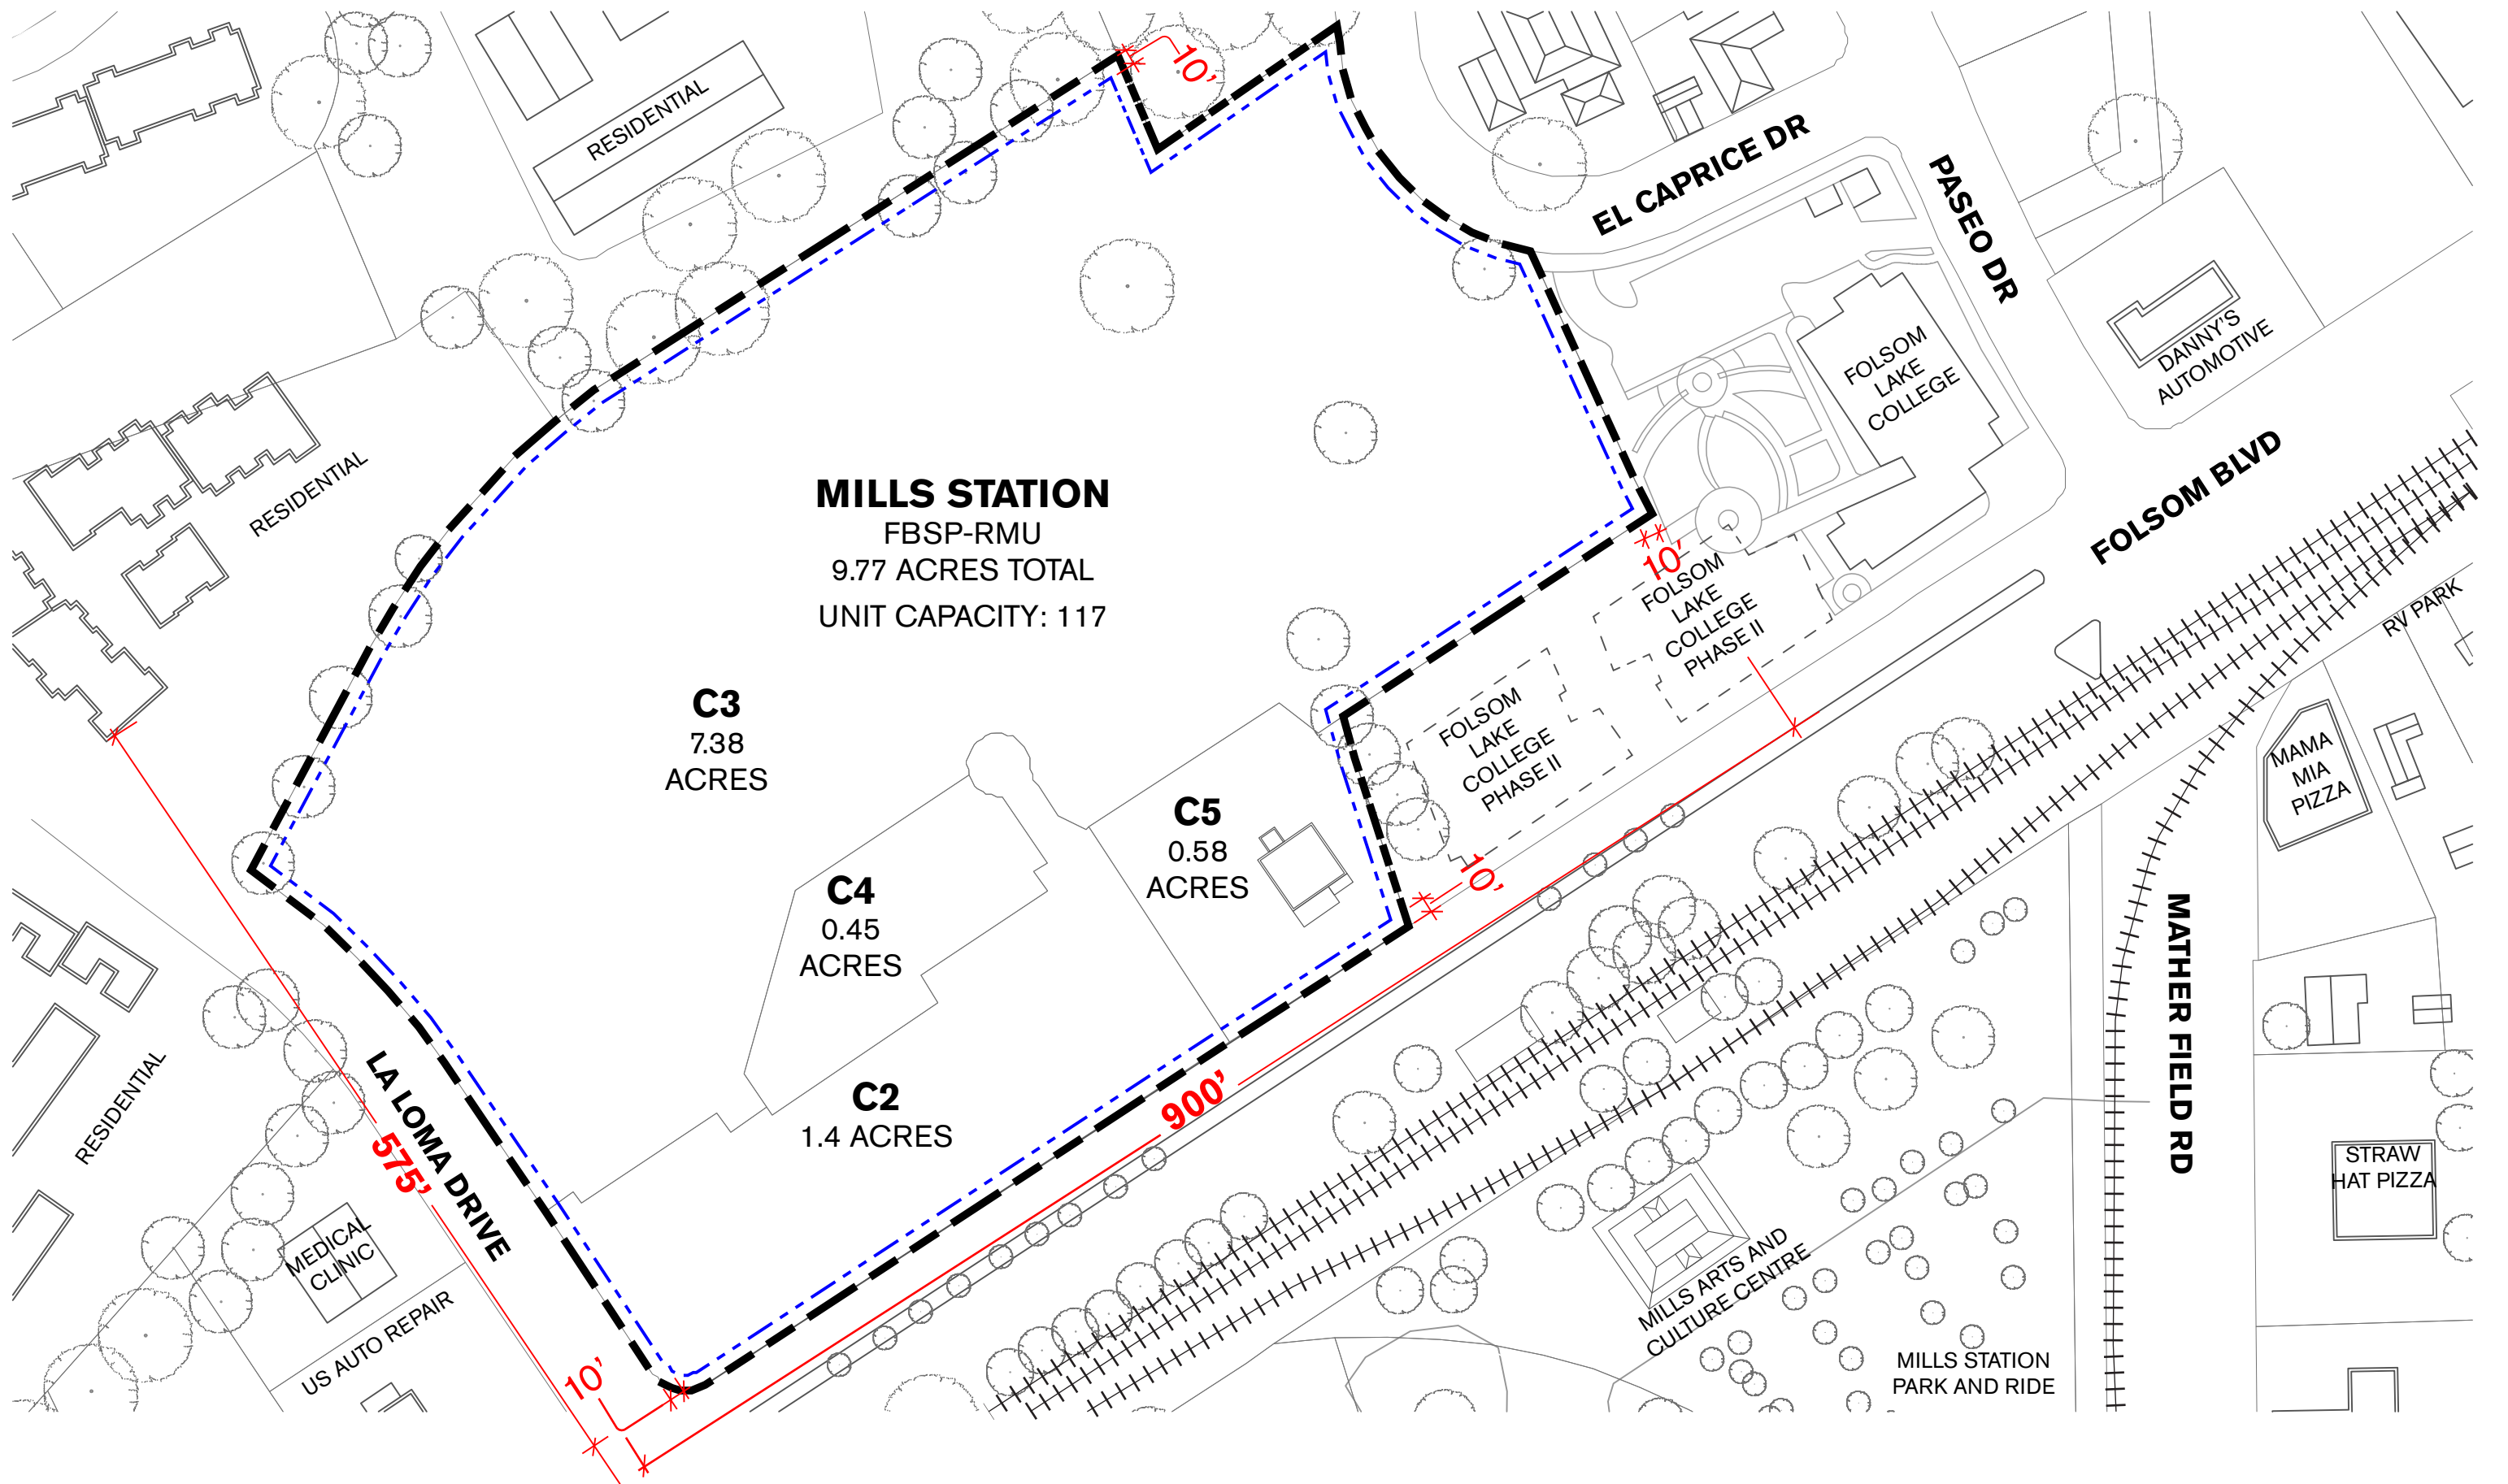 10’
RESIDENTIAL
EL CAPRICE DR
PASEO DR
FOLSOM
LAKE
COLLEGE
DANNY’S
AUTOMOTIVE
FOLSOM BLVD
RESIDENTIAL
MILLS STATION
FBSP-RMU
9.77 ACRES TOTAL
UNIT CAPACITY: 117
10’
FOLSOM
LAKE
COLLEGE
PHASE II
RV PARK
C3
7.38
ACRES
FOLSOM
LAKE
COLLEGE
PHASE II
MAMA
MIA
PIZZA
C5
0.58
ACRES
10’
C4
0.45
ACRES
MATHER FIELD RD
C2
1.4 ACRES
900’
RESIDENTIAL
LA LOMA DRIVE
575’
STRAW
HAT PIZZA
MEDICAL
CLINIC
US AUTO REPAIR
MILLS ARTS AND
CULTURE CENTRE
10’
MILLS STATION
PARK AND RIDE